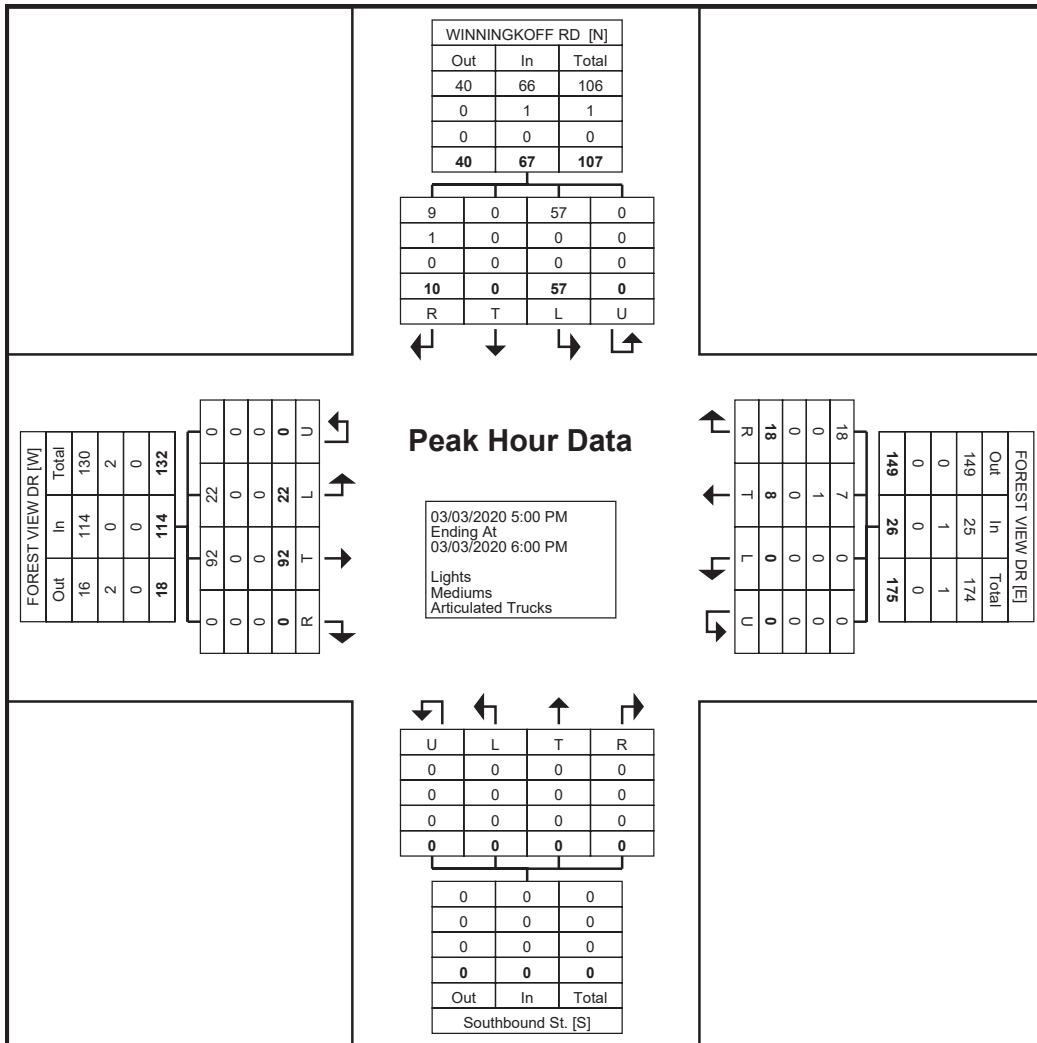 WINNINGKOFF RD [N]
Out In Total
40 66 106
0 1 1
0 0 0
40 67 107
9 0 57 0
1 0 0 0
0 0 0 0
10 0 57 0
R T L U
FOREST VIEW DR [W]
Total In Out
130 114 16
2 0 2
0 0 0
132 114 18
0 22 92 0
0 0 0 0
0 0 0 0
0 22 92 0
U L T R
Peak Hour Data
03/03/2020 5:00 PM
Ending At
03/03/2020 6:00 PM
Lights
Mediums
Articulated Trucks
FOREST VIEW DR [E]
Out In Total
149 25 174
0 1 1
0 0 0
149 26 175
18 7 0 0
0 1 0 0
0 0 0 0
18 8 0 0
R T L U
U L T R
0 0 0 0
0 0 0 0
0 0 0 0
0 0 0 0
0 0 0
0 0 0
0 0 0
0 0 0
Out In Total
Southbound St. [S]